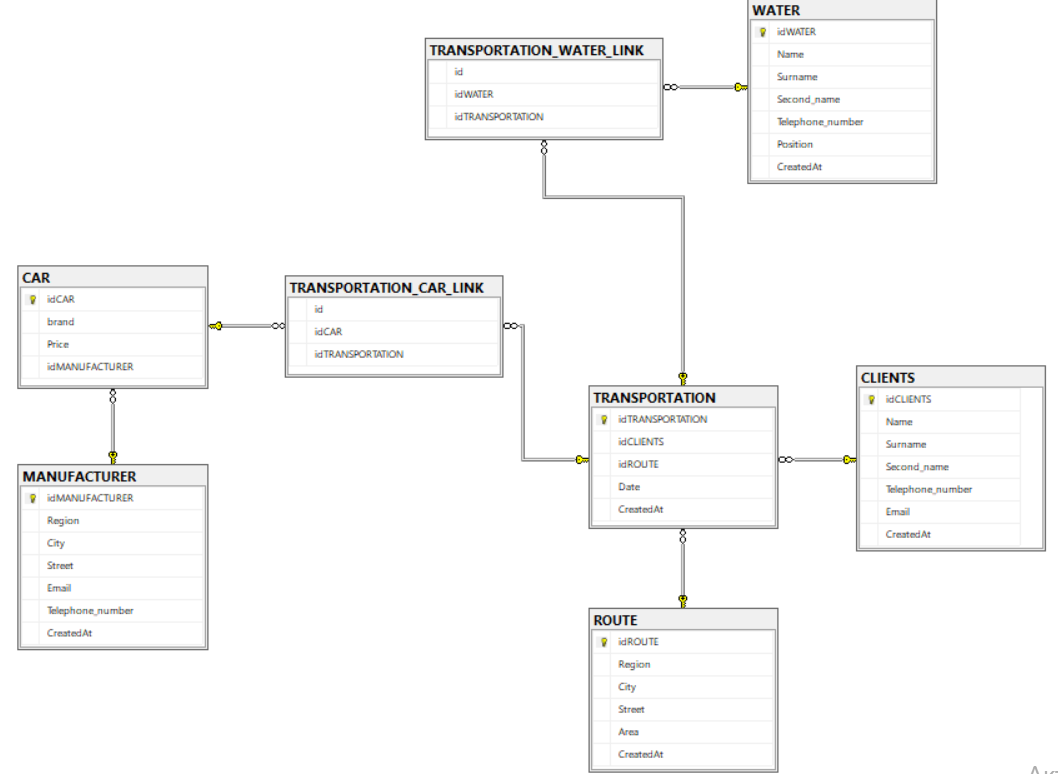 WATER
idWATER
Name
Surname
Second_name
Telephone_number
Position
CreatedAt
TRANSPORTATION_WATER_LINK
id
idWATER
idTRANSPORTATION
CAR
idCAR
brand
Price
idMANUFACTURER
TRANSPORTATION_CAR_LINK
id
idCAR
idTRANSPORTATION
TRANSPORTATION
idTRANSPORTATION
idCLIENTS
idROUTE
Date
CreatedAt
CLIENTS
idCLIENTS
Name
Surname
Second_name
Telephone_number
Email
CreatedAt
MANUFACTURER
idMANUFACTURER
Region
City
Street
Email
Telephone_number
CreatedAt
ROUTE
idROUTE
Region
City
Street
Area
CreatedAt